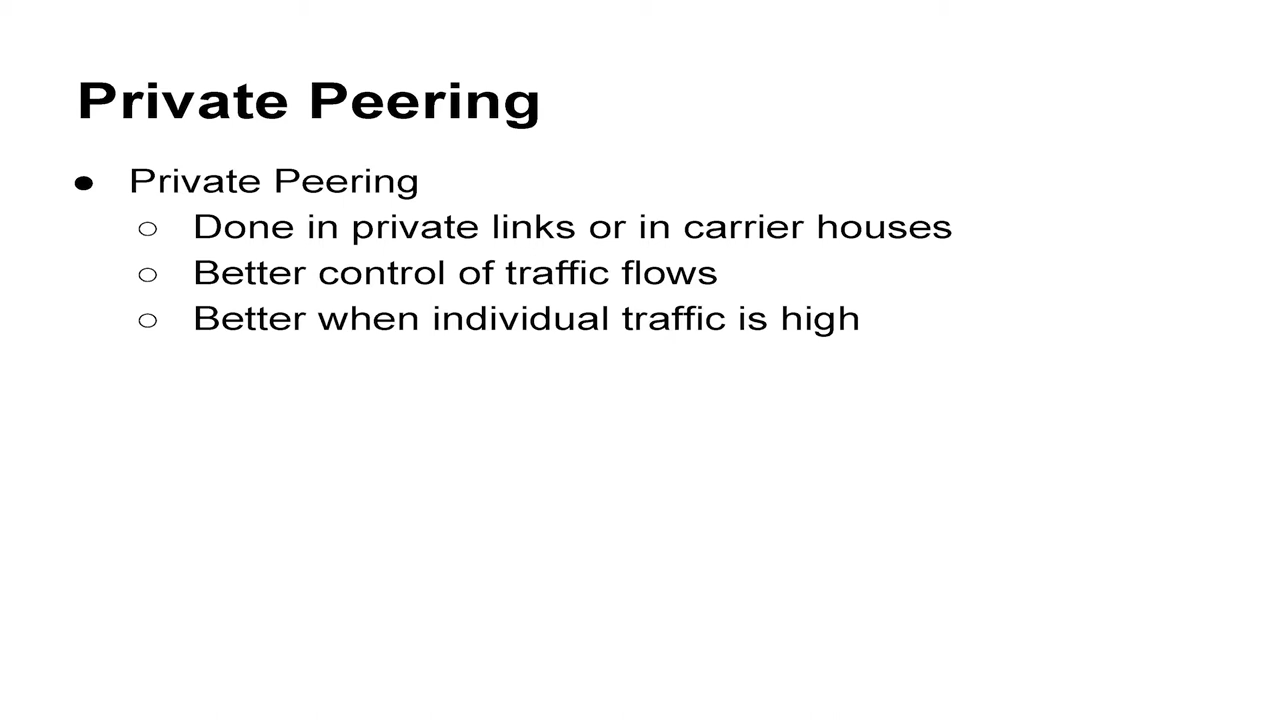 Private Peering
● Private Peering
○ Done in private links or in carrier houses
○ Better control of traffic flows
○ Better when individual traffic is high